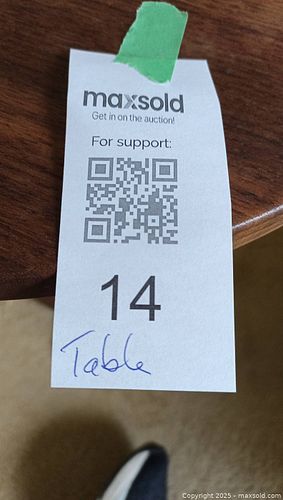 maxsold
Get in on the auction!
For support:
14
Table
Copyright 2025 - maxsold.com